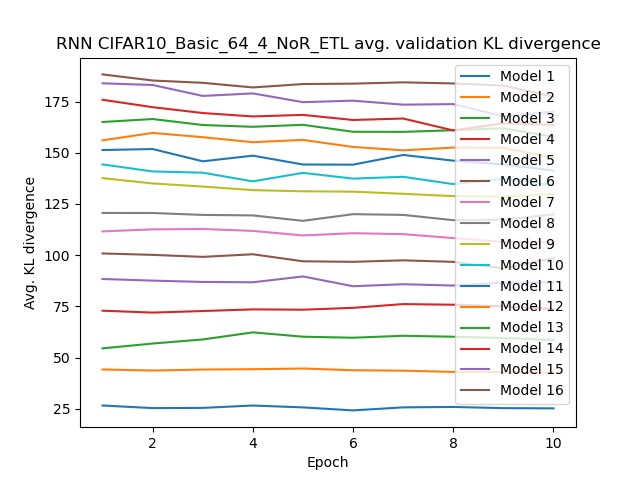 RNN CIFAR10_Basic_64_4_NoR_ETL avg. validation KL divergence
Avg. KL divergence
175
150
125
100
75
50
25
2
4
6
8
10
Epoch
Model 1
Model 2
Model 3
Model 4
Model 5
Model 6
Model 7
Model 8
Model 9
Model 10
Model 11
Model 12
Model 13
Model 14
Model 15
Model 16